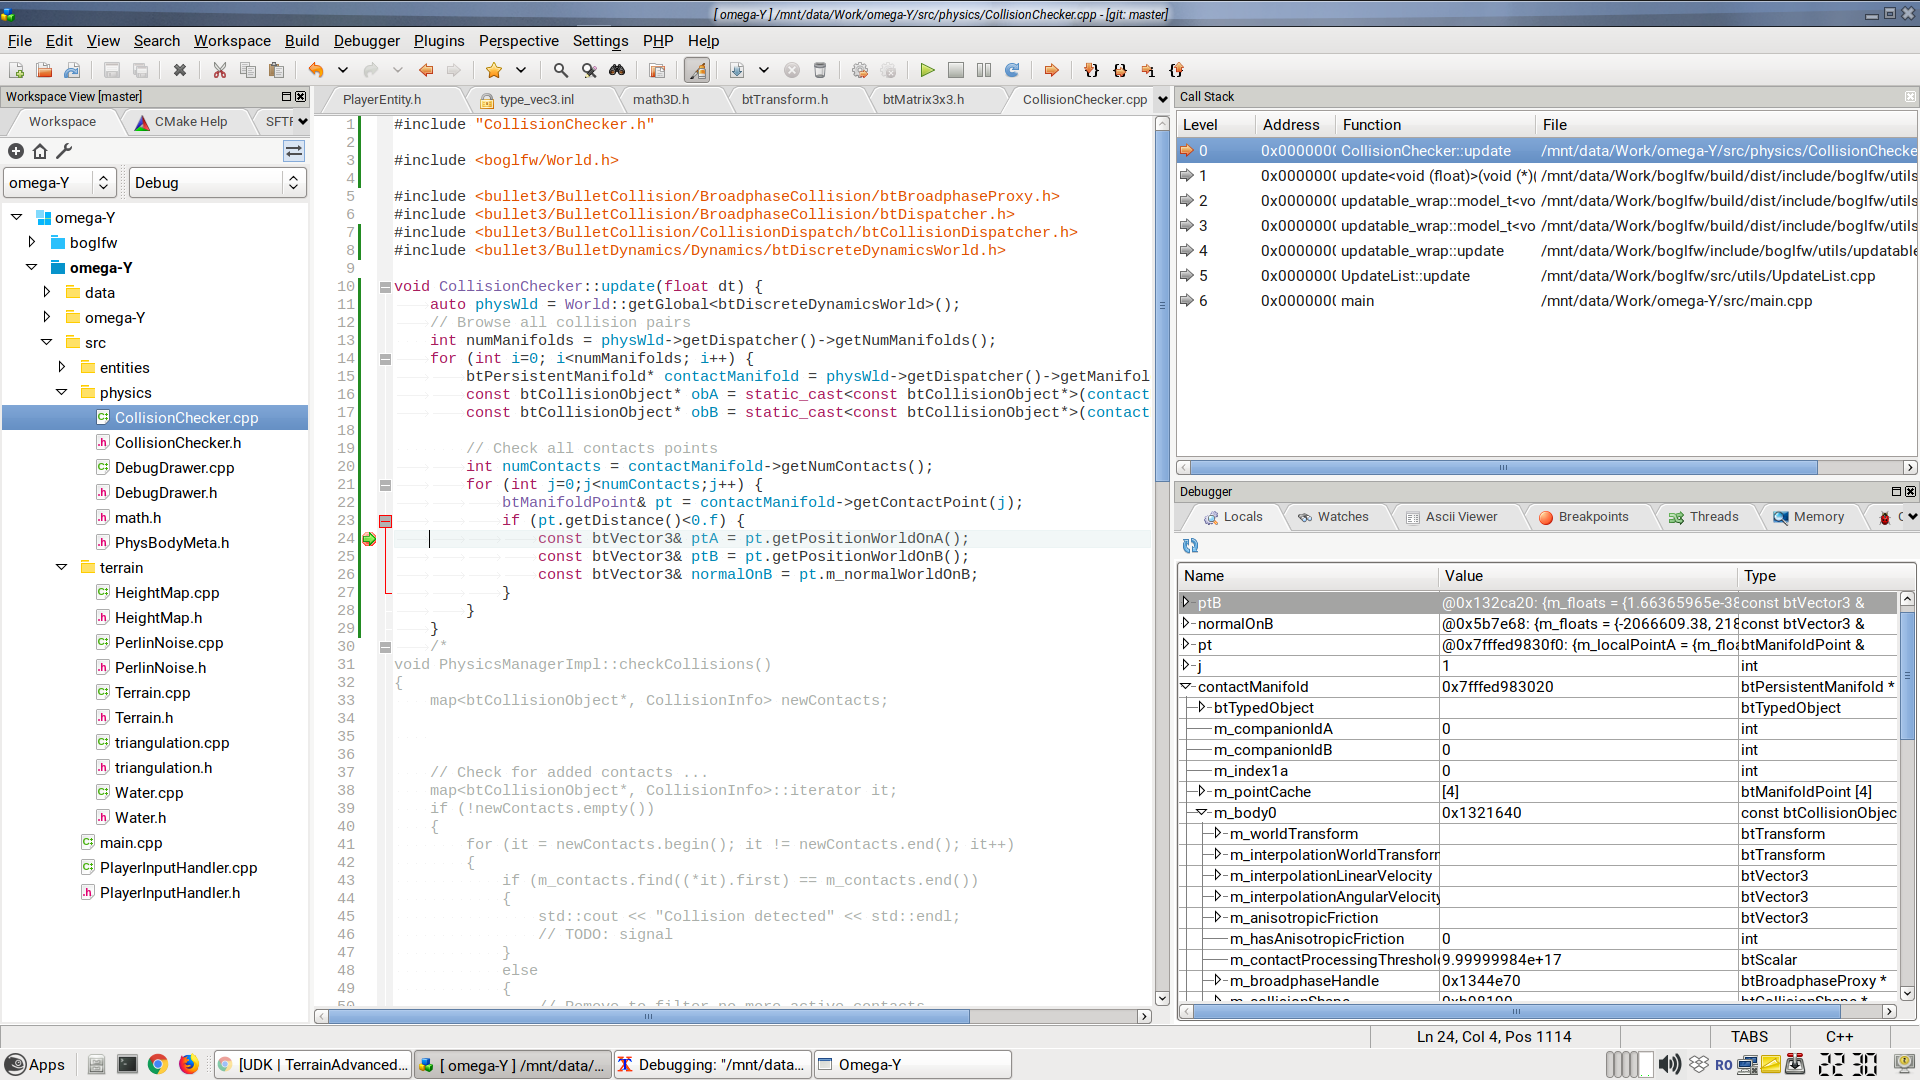 [ omega-Y ] /mnt/data/Work/omega-Y/src/physics/CollisionChecker.cpp - [git: master]
File Edit View Search Workspace Build Debugger Plugins Perspective Settings PHP Help
Workspace View [master]
Workspace CMake Help SFTF
omega-Y Debug
omega-Y
boglfw
omega-Y
data
omega-Y
src
entities
physics
CollisionChecker.cpp
CollisionChecker.h
DebugDrawer.cpp
DebugDrawer.h
math.h
PhysBodyMeta.h
terrain
HeightMap.cpp
HeightMap.h
PerlinNoise.cpp
PerlinNoise.h
Terrain.cpp
Terrain.h
triangulation.cpp
triangulation.h
Water.cpp
Water.h
main.cpp
PlayerInputHandler.cpp
PlayerInputHandler.h
PlayerEntity.h type_vec3.inl math3D.h btTransform.h btMatrix3x3.h CollisionChecker.cpp
1 #include "CollisionChecker.h"
2
3 #include <boglfw/World.h>
4
5 #include <bullet3/BulletCollision/BroadphaseCollision/btBroadphaseProxy.h>
6 #include <bullet3/BulletCollision/BroadphaseCollision/btDispatcher.h>
7 #include <bullet3/BulletCollision/CollisionDispatch/btCollisionDispatcher.h>
8 #include <bullet3/BulletDynamics/Dynamics/btDiscreteDynamicsWorld.h>
9
10 void CollisionChecker::update(float dt) {
11 auto physWld = World::getGlobal<btDiscreteDynamicsWorld>();
12 // Browse all collision pairs
13 int numManifolds = physWld->getDispatcher()->getNumManifolds();
14 for (int i=0; i<numManifolds; i++) {
15 btPersistentManifold* contactManifold = physWld->getDispatcher()->getManifol
16 const btCollisionObject* obA = static_cast<const btCollisionObject*>(contact
17 const btCollisionObject* obB = static_cast<const btCollisionObject*>(contact
18
19 // Check all contacts points
20 int numContacts = contactManifold->getNumContacts();
21 for (int j=0;j<numContacts;j++) {
22 btManifoldPoint& pt = contactManifold->getContactPoint(j);
23 if (pt.getDistance()<0.f) {
24 const btVector3& ptA = pt.getPositionWorldOnA();
25 const btVector3& ptB = pt.getPositionWorldOnB();
26 const btVector3& normalOnB = pt.m_normalWorldOnB;
27 }
28 }
29 }
30 /*
31 void PhysicsManagerImpl::checkCollisions()
32 {
33 map<btCollisionObject*, CollisionInfo> newContacts;
34
35
36
37 // Check for added contacts ...
38 map<btCollisionObject*, CollisionInfo>::iterator it;
39 if (!newContacts.empty())
40 {
41 for (it = newContacts.begin(); it != newContacts.end(); it++)
42 {
43 if (m_contacts.find((*it).first) == m_contacts.end())
44 {
45 std::cout << "Collision detected" << std::endl;
46 // TODO: signal
47 }
48 else
49 {
50 // Remove to filter no more active contacts
Call Stack
Level Address Function File
0 0x0000000( CollisionChecker::update /mnt/data/Work/omega-Y/src/physics/CollisionChecke
1 0x0000000( update<void (float)>(void (*)( /mnt/data/Work/boglfw/build/dist/include/boglfw/utils
2 0x0000000( updatable_wrap::model_t<vo /mnt/data/Work/boglfw/build/dist/include/boglfw/utils
3 0x0000000( updatable_wrap::model_t<vo /mnt/data/Work/boglfw/build/dist/include/boglfw/utils
4 0x0000000( updatable_wrap::update /mnt/data/Work/boglfw/include/boglfw/utils/updatable
5 0x0000000( UpdateList::update /mnt/data/Work/boglfw/src/utils/UpdateList.cpp
6 0x0000000( main /mnt/data/Work/omega-Y/src/main.cpp
Debugger
Locals Watches Ascii Viewer Breakpoints Threads Memory
Name Value Type
ptB @0x132ca20: {m_floats = {1.66365965e-38 const btVector3 &
normalOnB @0x5b7e68: {m_floats = {-2066609.38, 218 const btVector3 &
pt @0x7fffed9830f0: {m_localPointA = {m_floa btManifoldPoint &
j 1 int
contactManifold 0x7fffed983020 btPersistentManifold *
btTypedObject btTypedObject
m_companionIdA 0 int
m_companionIdB 0 int
m_index1a 0 int
m_pointCache [4] btManifoldPoint [4]
m_body0 0x1321640 const btCollisionObjec
m_worldTransform btTransform
m_interpolationWorldTransforn btTransform
m_interpolationLinearVelocity btVector3
m_interpolationAngularVelocity btVector3
m_anisotropicFriction btVector3
m_hasAnisotropicFriction 0 int
m_contactProcessingThreshold 9.99999984e+17 btScalar
m_broadphaseHandle 0x1344e70 btBroadphaseProxy *
m_collisionShape 0xb98190 btCollisionShape *
Ln 24, Col 4, Pos 1114 TABS C++
Apps [UDK | TerrainAdvanced... [ omega-Y ] /mnt/data/... Debugging: "/mnt/data... Omega-Y RO 22:30